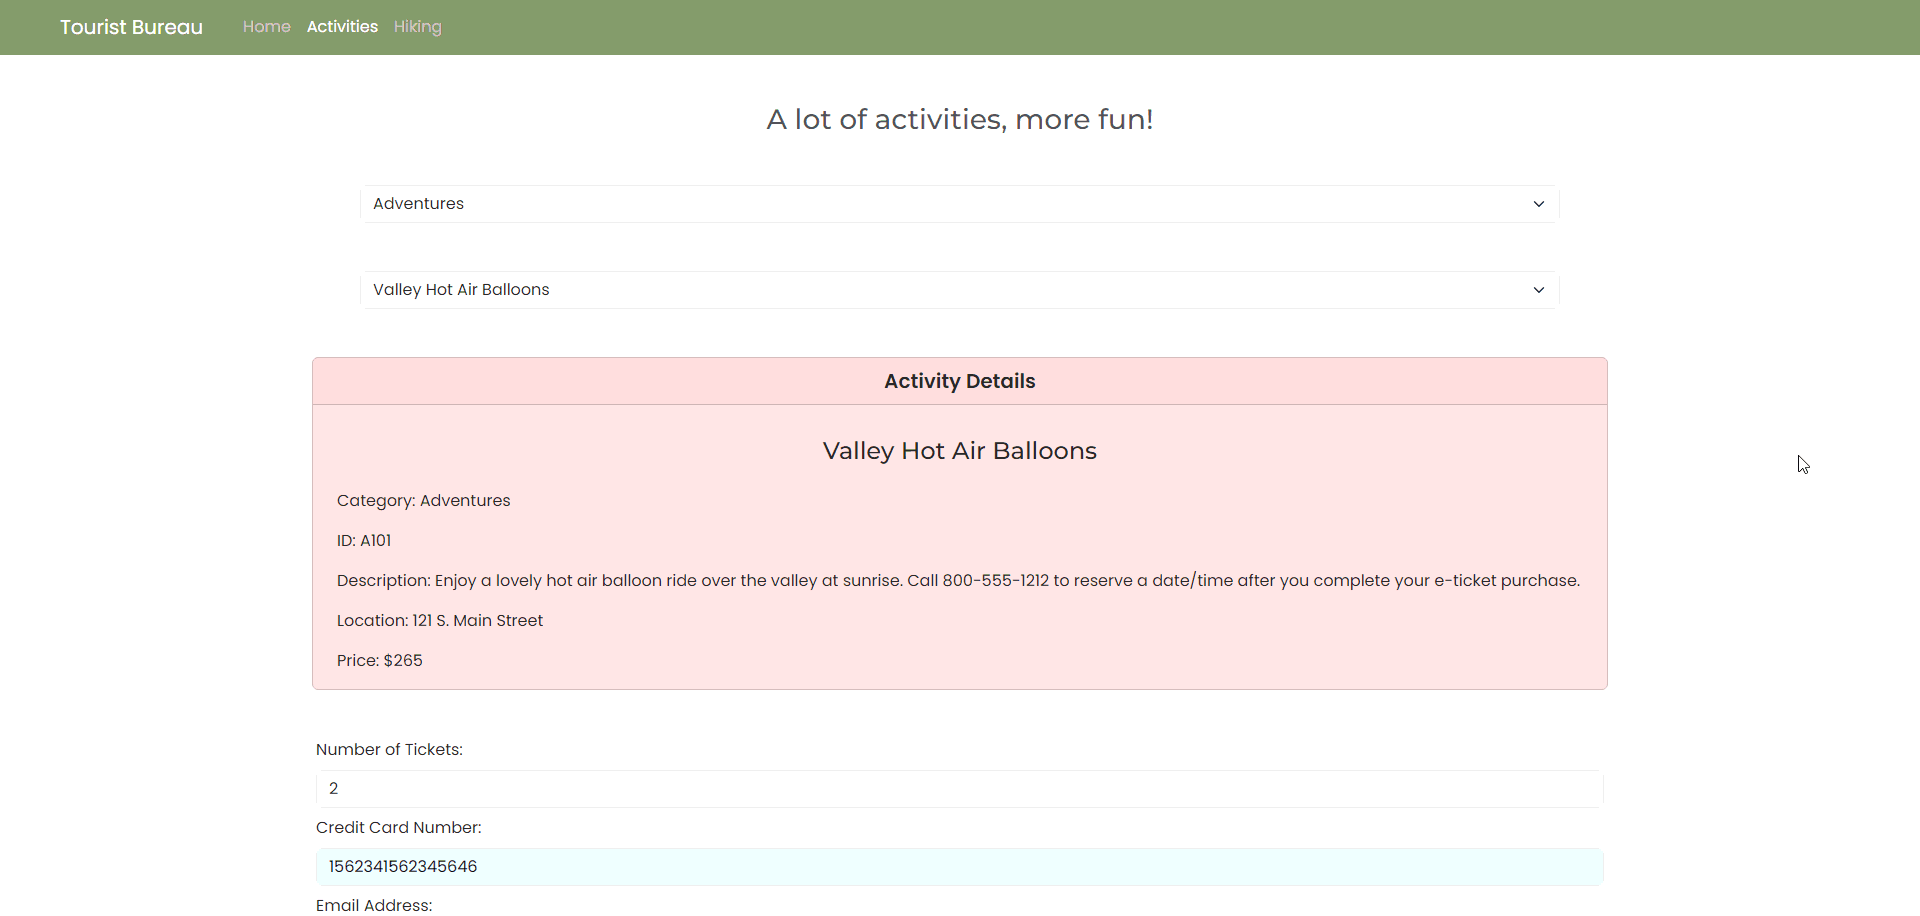 Tourist Bureau Home Activities Hiking
A lot of activities, more fun!
Adventures
Valley Hot Air Balloons
Activity Details
Valley Hot Air Balloons
Category: Adventures
ID: A101
Description: Enjoy a lovely hot air balloon ride over the valley at sunrise. Call 800-555-1212 to reserve a date/time after you complete your e-ticket purchase.
Location: 121 S. Main Street
Price: $265
Number of Tickets:
2
Credit Card Number:
1562341562345646
Email Address: